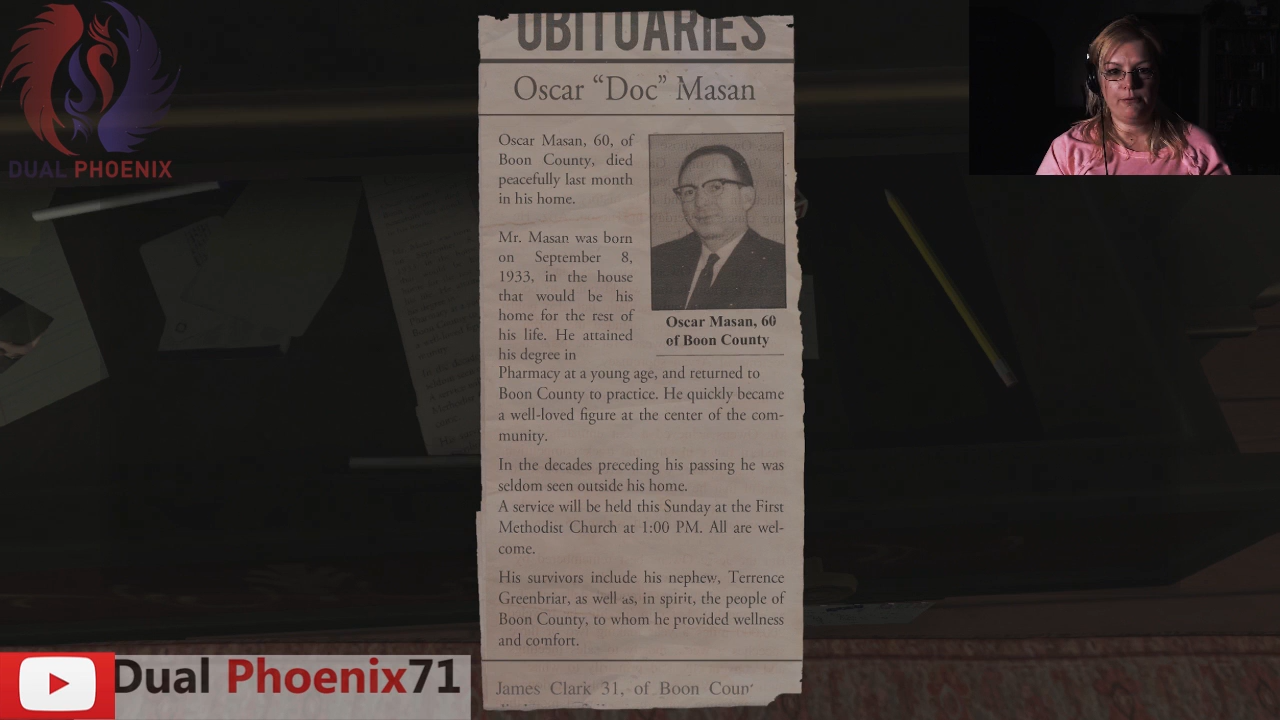 OBITUARIES
Oscar “Doc” Masan
Oscar Masan, 60, of
Boon County, died
peacefully last month
in his home.
Mr. Masan was born
on September 8,
1933, in the house
that would be his
home for the rest of
his life. He attained
his degree in
Pharmacy at a young age, and returned to
Boon County to practice. He quickly became
a well-loved figure at the center of the com-
munity.
In the decades preceding his passing he was
seldom seen outside his home.
A service will be held this Sunday at the First
Methodist Church at 1:00 PM. All are wel-
come.
His survivors include his nephew, Terrence
Greenbriar, as well as, in spirit, the people of
Boon County, to whom he provided wellness
and comfort.
Oscar Masan, 60
of Boon County
James Clark 31, of Boon Coun
DUAL PHOENIX
Dual Phoenix71